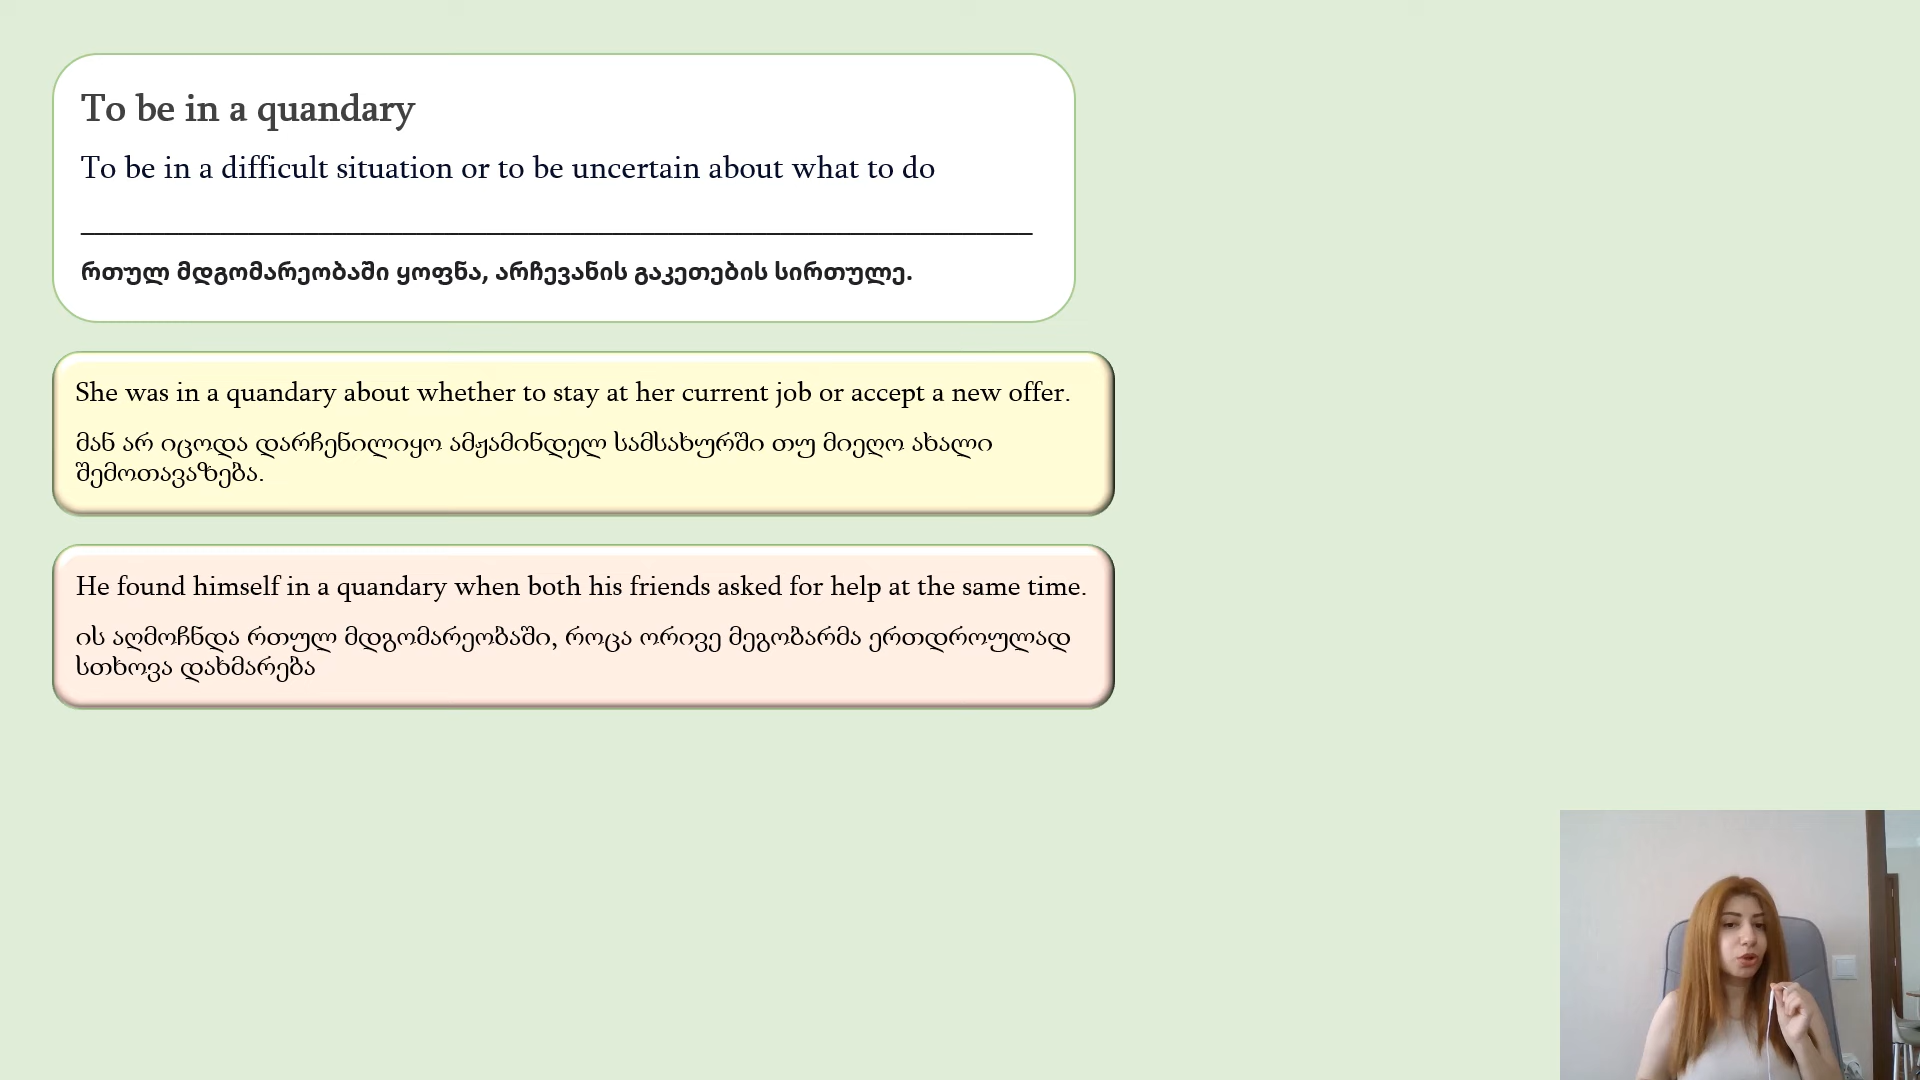 To be in a quandary
To be in a difficult situation or to be uncertain about what to do
რთულ მდგომარეობაში ყოფნა, არჩევანის გაკეთების სირთულე.
She was in a quandary about whether to stay at her current job or accept a new offer.
მან არ იცოდა დარჩენილიყო ამჟამინდელ სამსახურში თუ მიეღო ახალი
შემოთავაზება.
He found himself in a quandary when both his friends asked for help at the same time.
ის აღმოჩნდა რთულ მდგომარეობაში, როცა ორივე მეგობარმა ერთდროულად
სთხოვა დახმარება